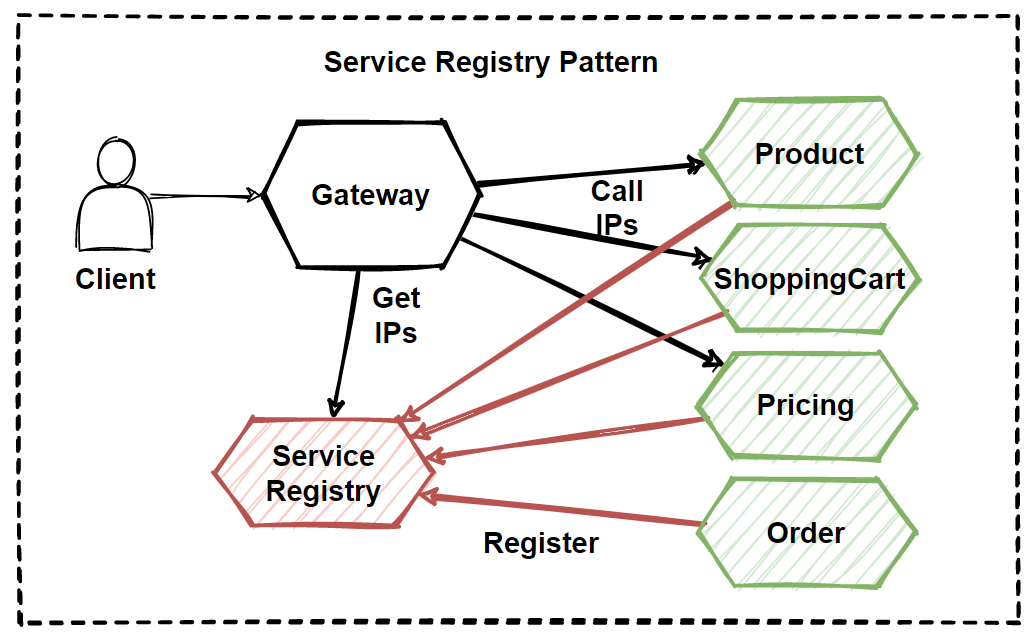 Service Registry Pattern
Client
Gateway
Call
IPs
Get
IPs
Product
ShoppingCart
Pricing
Order
Service
Registry
Register